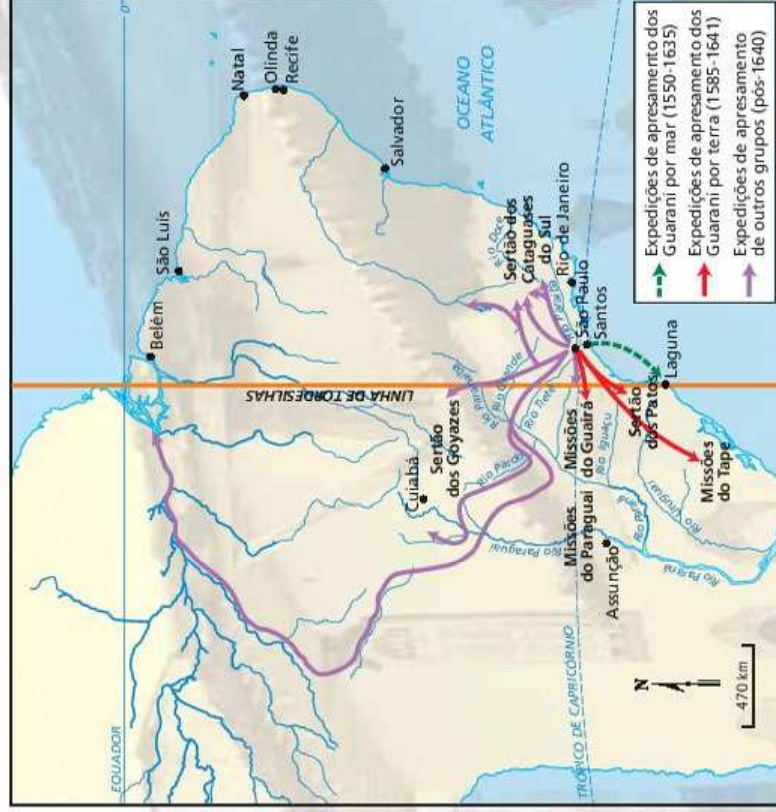 EQUADOR
0°
Belém
São Luís
Natal
Olinda
Recife
Salvador
OCEANO
ATLÂNTICO
LINHA DE TORDESILHAS
Cuiabá
Sertão
dos Goyazes
Rio Doce
Sertão dos
Cataguases
do Sul
Rio de Janeiro
São Paulo
Santos
Rio Grande
Rio Tietê
Rio Pardo
Rio Paraguai
Missões
do Guairá
Rio Iguaçu
Missões
do Paraguai
Assunção
Rio Paraná
Rio Paraná
Sertão
dos Patos
Laguna
Rio Uruguai
Missões
do Tape
TRÓPICO DE CAPRICÓRNIO
N
470 km
Expedições de apresamento dos
Guarani por mar (1550-1635)
Expedições de apresamento dos
Guarani por terra (1585-1641)
Expedições de apresamento
de outros grupos (pós-1640)